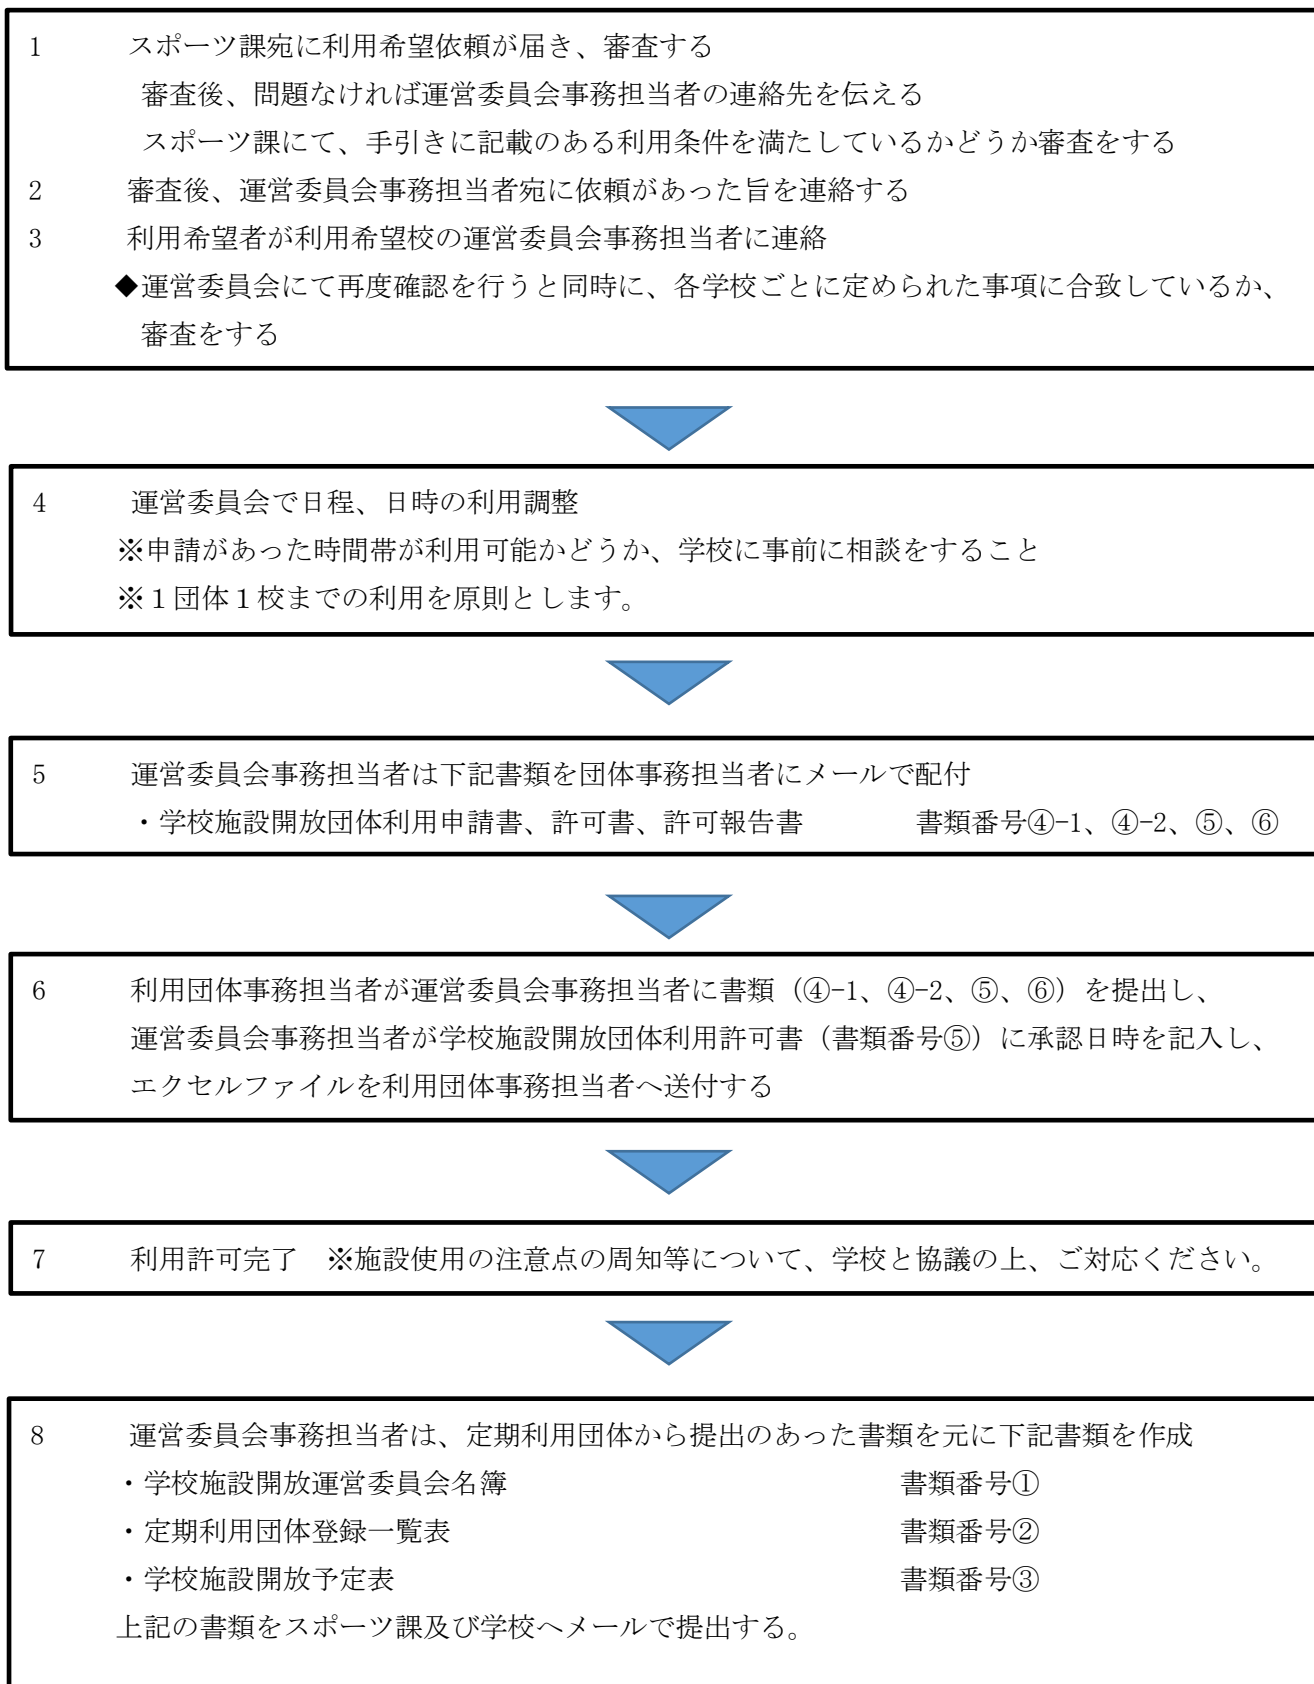 1 スポーツ課宛に利用希望依頼が届き、審査する
審査後、問題なければ運営委員会事務担当者の連絡先を伝える
スポーツ課にて、手引きに記載のある利用条件を満たしているかどうか審査をする
2 審査後、運営委員会事務担当者宛に依頼があった旨を連絡する
3 利用希望者が利用希望校の運営委員会事務担当者に連絡
◆運営委員会にて再度確認を行うと同時に、各学校ごとに定められた事項に合致しているか、
審査をする
4 運営委員会で日程、日時の利用調整
※申請があった時間帯が利用可能かどうか、学校に事前に相談をすること
※１団体１校までの利用を原則とします。
5 運営委員会事務担当者は下記書類を団体事務担当者にメールで配付
・学校施設開放団体利用申請書、許可書、許可報告書 書類番号④-1、④-2、⑤、⑥
6 利用団体事務担当者が運営委員会事務担当者に書類（④-1、④-2、⑤、⑥）を提出し、
運営委員会事務担当者が学校施設開放団体利用許可書（書類番号⑤）に承認日時を記入し、
エクセルファイルを利用団体事務担当者へ送付する
7 利用許可完了 ※施設使用の注意点の周知等について、学校と協議の上、ご対応ください。
8 運営委員会事務担当者は、定期利用団体から提出のあった書類を元に下記書類を作成
・学校施設開放運営委員会名簿 書類番号①
・定期利用団体登録一覧表 書類番号②
・学校施設開放予定表 書類番号③
上記の書類をスポーツ課及び学校へメールで提出する。